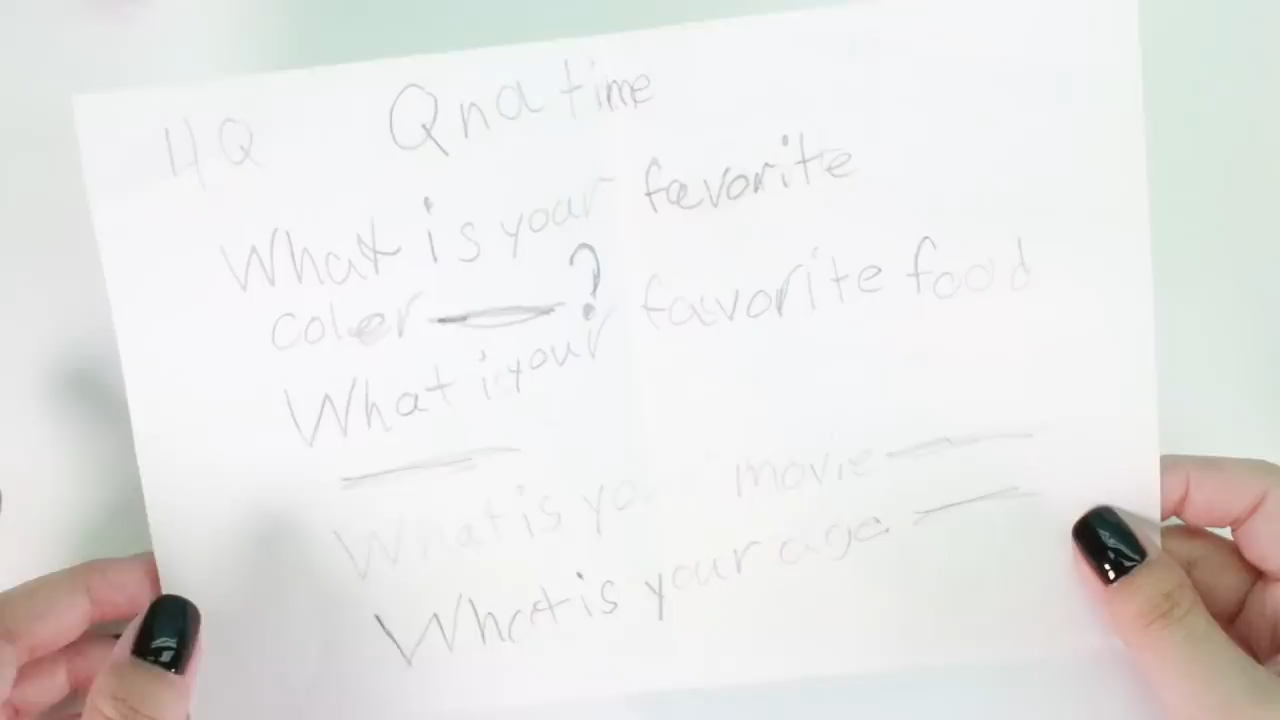 4Q Qna time
What is your favorite
coler ?
What is your favorite food
What is your movie
What is your age